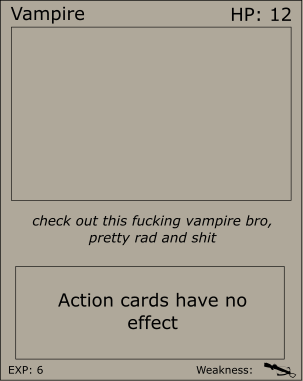 Vampire HP: 12
check out this fucking vampire bro,
pretty rad and shit
Action cards have no
effect
EXP: 6 Weakness: